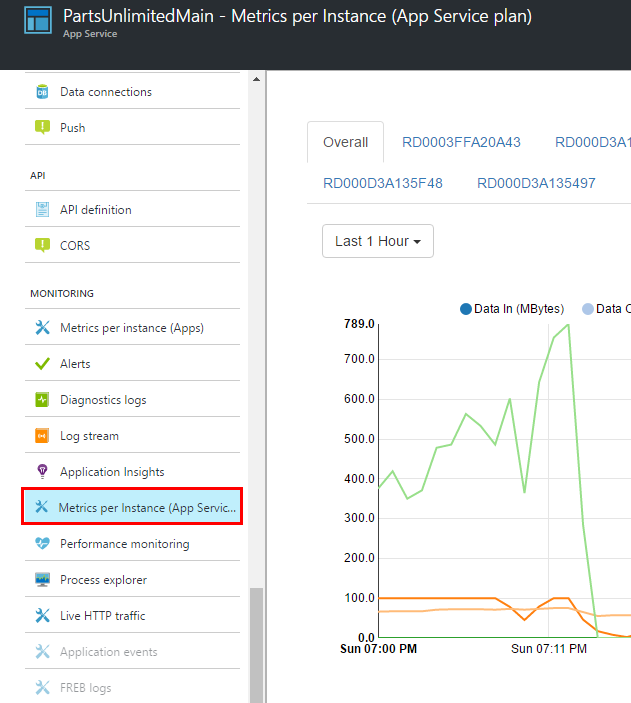 PartsUnlimitedMain - Metrics per Instance (App Service plan)
App Service
Data connections
Push
API
API definition
CORS
MONITORING
Metrics per instance (Apps)
Alerts
Diagnostics logs
Log stream
Application Insights
Metrics per Instance (App Servic...
Performance monitoring
Process explorer
Live HTTP traffic
Application events
FREB logs
Overall RD0003FFA20A43 RD000D3A1
RD000D3A135F48 RD000D3A135497
Last 1 Hour
Data In (MBytes) Data O
789.0
700.0
600.0
500.0
400.0
300.0
200.0
100.0
0.0
Sun 07:00 PM Sun 07:11 PM